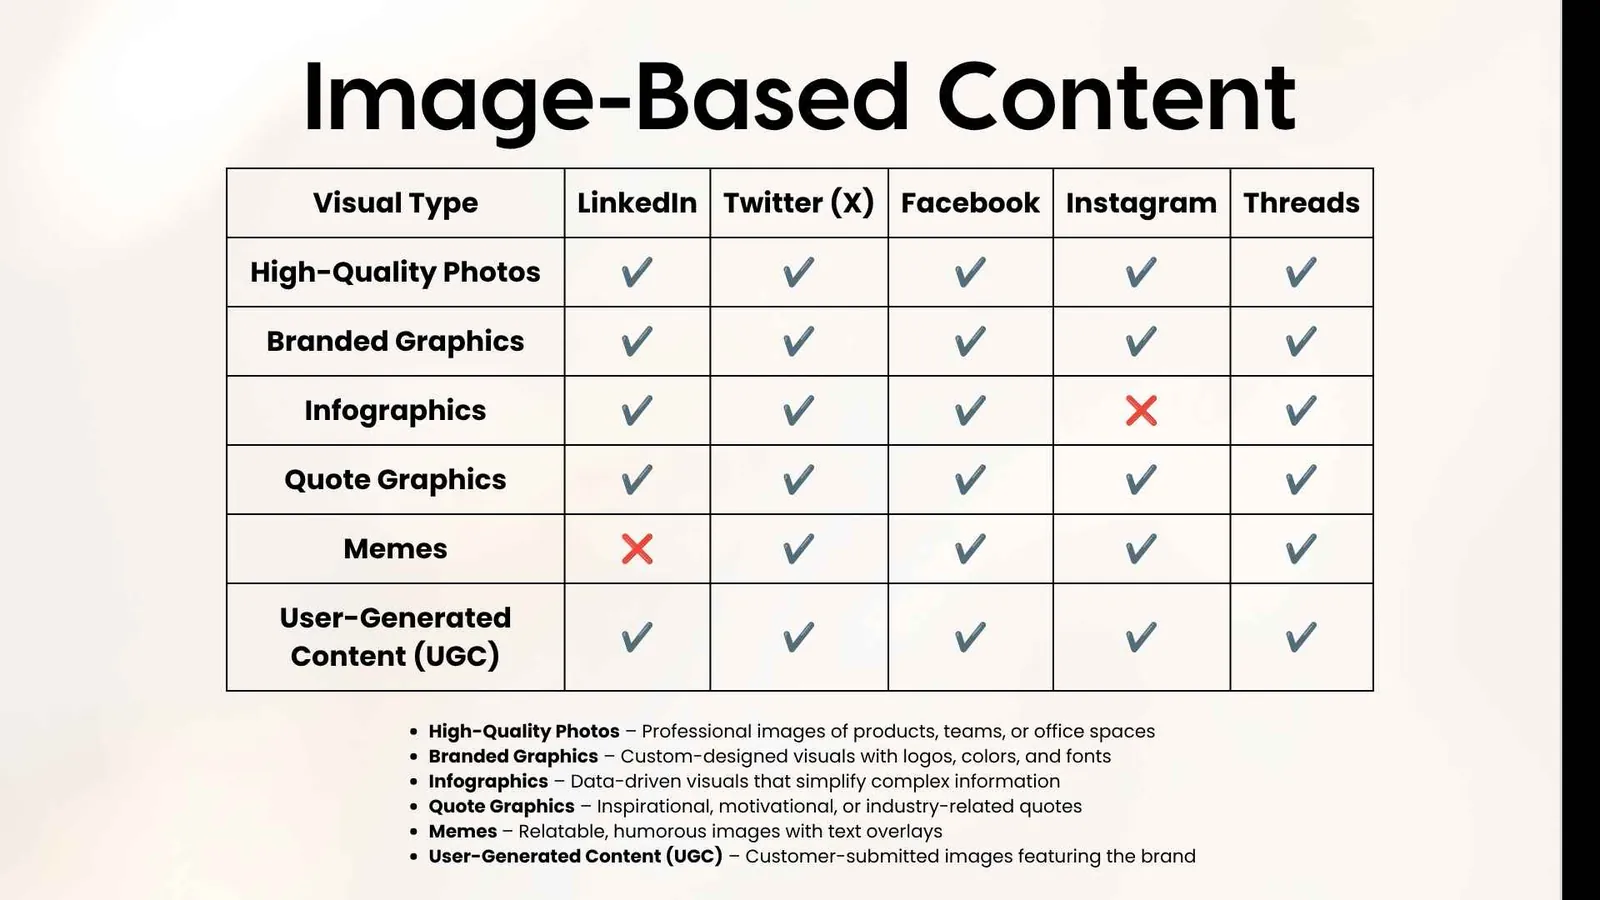 Image-Based Content
Visual Type LinkedIn Twitter (X) Facebook Instagram Threads
High-Quality Photos ✔ ✔ ✔ ✔ ✔
Branded Graphics ✔ ✔ ✔ ✔ ✔
Infographics ✔ ✔ ✔ ❌ ✔
Quote Graphics ✔ ✔ ✔ ✔ ✔
Memes ❌ ✔ ✔ ✔ ✔
User-Generated
Content (UGC) ✔ ✔ ✔ ✔ ✔
• High-Quality Photos – Professional images of products, teams, or office spaces
• Branded Graphics – Custom-designed visuals with logos, colors, and fonts
• Infographics – Data-driven visuals that simplify complex information
• Quote Graphics – Inspirational, motivational, or industry-related quotes
• Memes – Relatable, humorous images with text overlays
• User-Generated Content (UGC) – Customer-submitted images featuring the brand